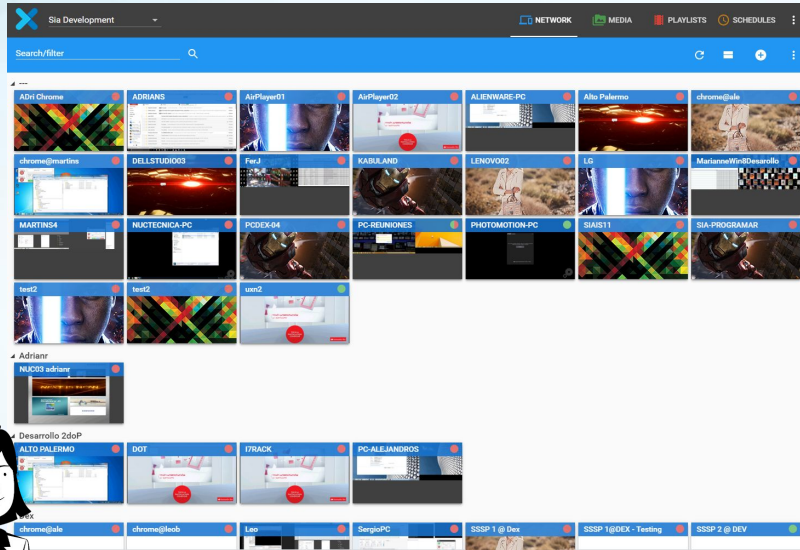 Sia Development
NETWORK
MEDIA
PLAYLISTS
SCHEDULES
Search/filter
---
ADri Chrome
ADRIANS
AirPlayer01
AirPlayer02
ALIENWARE-PC
Alto Palermo
chrome@ale
chrome@martins
DELLSTUDIO03
FerJ
KABULAND
LENOVO02
LG
MarianneWin8Desarollo
MARTINS4
NUCTECNICA-PC
PCDEX-04
PC-REUNIONES
PHOTOMOTION-PC
SIAIS11
SIA-PROGRAMAR
test2
test2
uxn2
Adrianr
NUC03 adrianr
Desarrollo 2doP
ALTO PALERMO
DOT
I7RACK
PC-ALEJANDROS
Dex
chrome@ale
chrome@leob
Leo
SergioPC
SSSP 1 @ Dex
SSSP 1@DEX - Testing
SSSP 2 @ DEV